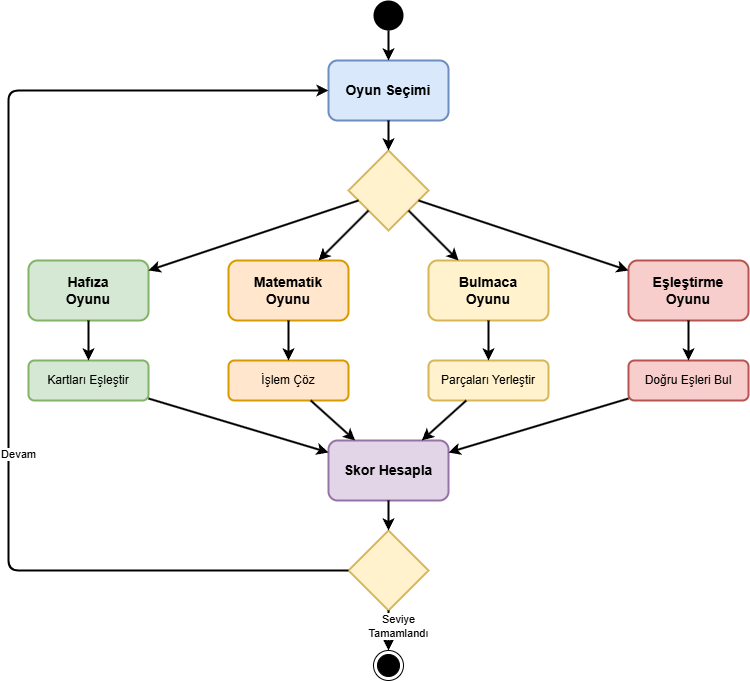 Oyun Seçimi
Hafıza
Oyunu
Matematik
Oyunu
Bulmaca
Oyunu
Eşleştirme
Oyunu
Kartları Eşleştir
İşlem Çöz
Parçaları Yerleştir
Doğru Eşleri Bul
Devam
Skor Hesapla
Seviye
Tamamlandı